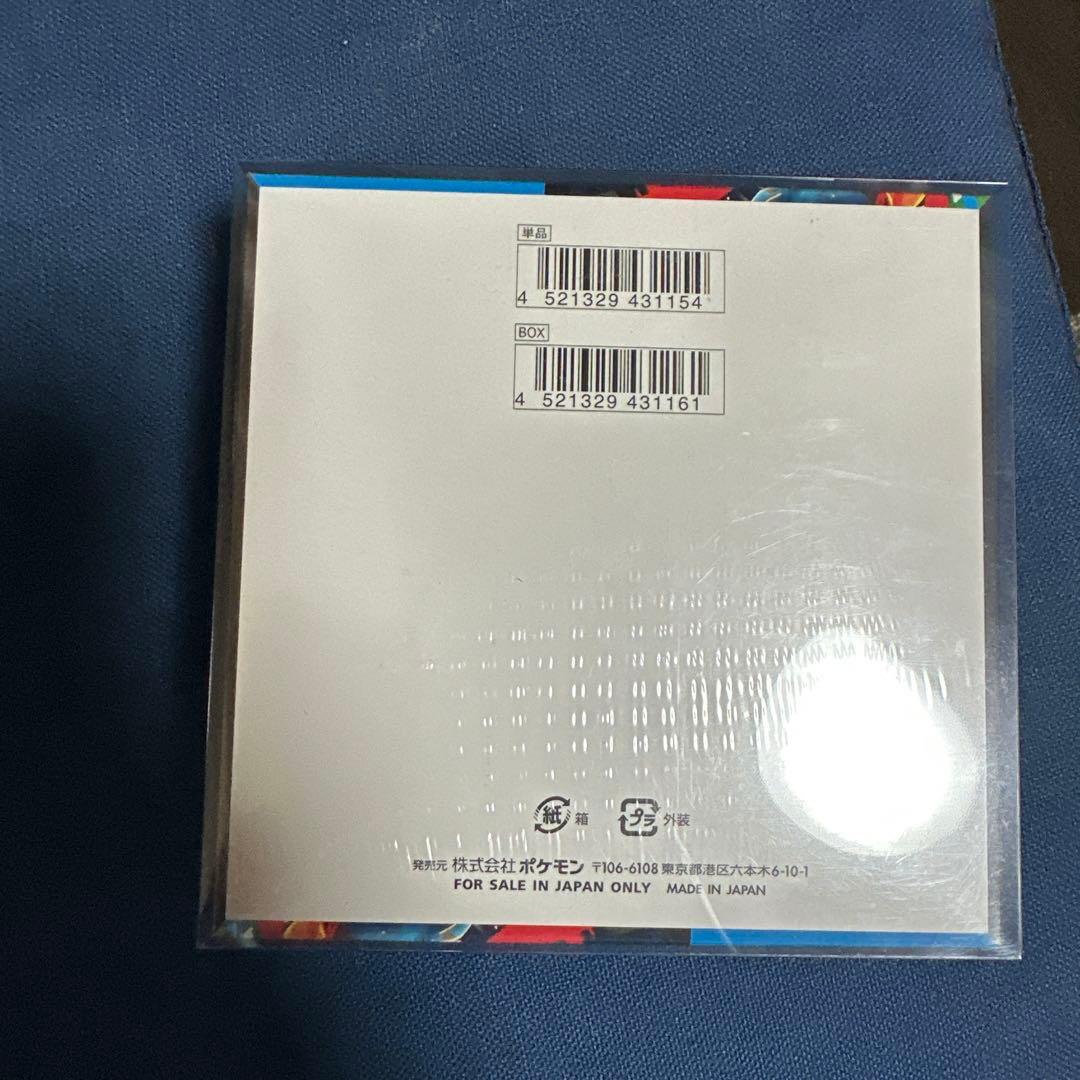 単品
4 521329 431154
BOX
4 521329 431161
紙 箱 プラ 外装
発売元 株式会社ポケモン 〒106-6108 東京都港区六本木6-10-1
FOR SALE IN JAPAN ONLY MADE IN JAPAN